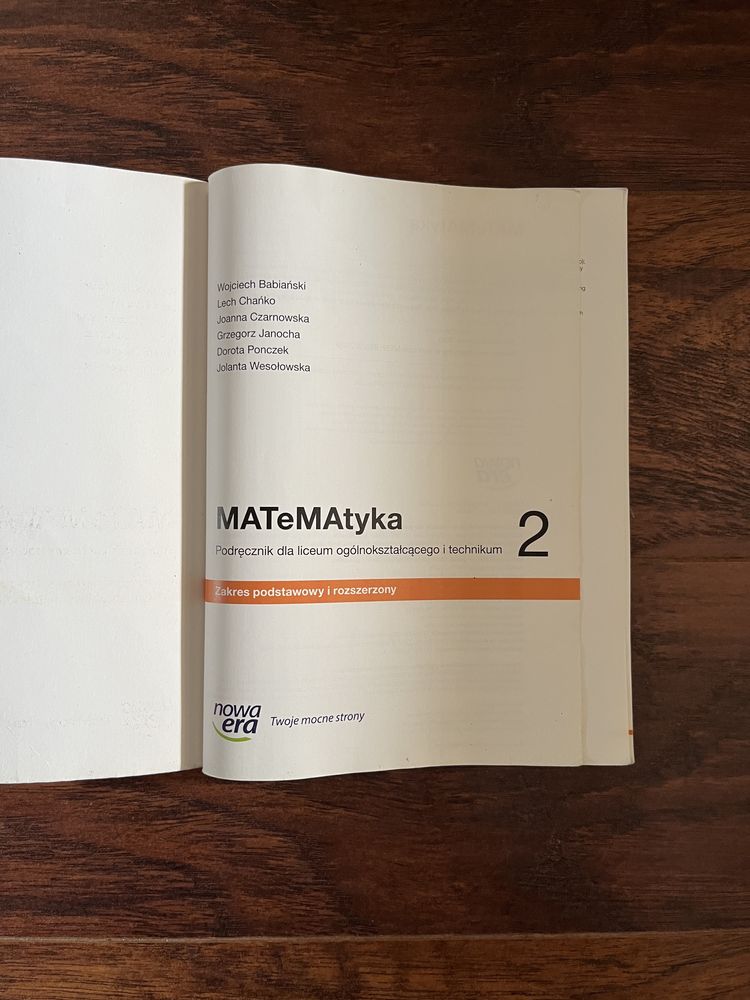 Wojciech Babiański
Lech Chańko
Joanna Czarnowska
Grzegorz Janocha
Dorota Ponczek
Jolanta Wesołowska
MATeMAtyka 2
Podręcznik dla liceum ogólnokształcącego i technikum
Zakres podstawowy i rozszerzony
nowa
era
Twoje mocne strony